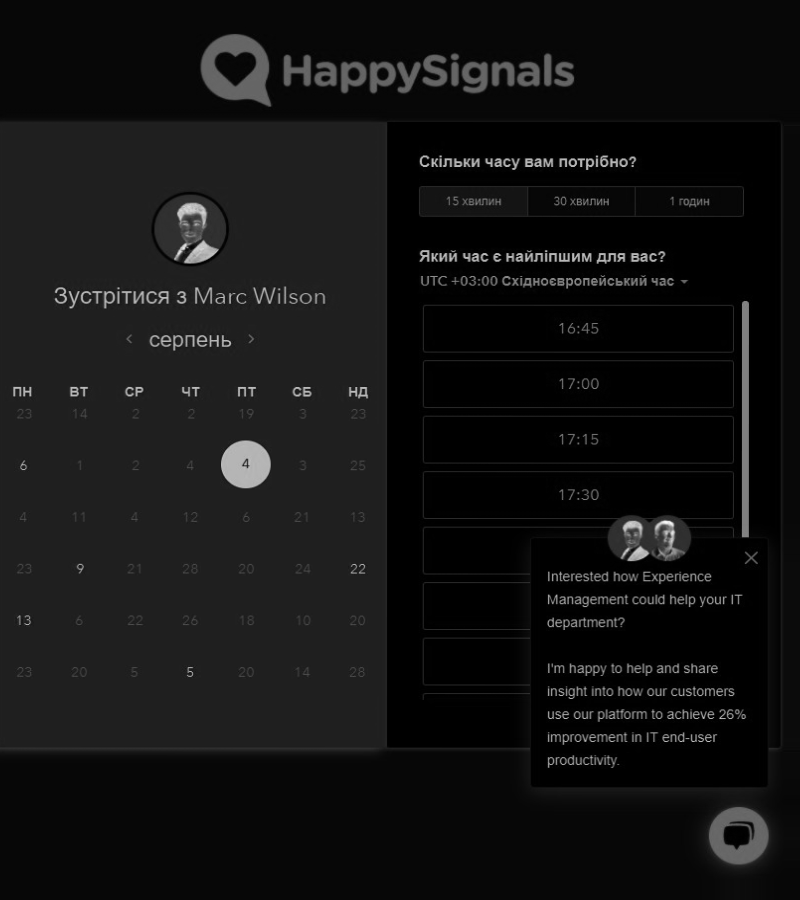 HappySignals
Зустрітися з Marc Wilson
серпень
ПН ВТ СР ЧТ ПТ СБ НД
23 14 2 2 19 3 23
6 1 2 4 4 3 25
4 11 4 12 6 21 13
23 9 21 28 20 24 22
13 6 22 26 18 10 20
23 20 5 5 20 14 28
Скільки часу вам потрібно?
15 хвилин 30 хвилин 1 годин
Який час є найліпшим для вас?
UTC +03:00 Східноєвропейський час
16:45
17:00
17:15
17:30
Interested how Experience
Management could help your IT
department?
I'm happy to help and share
insight into how our customers
use our platform to achieve 26%
improvement in IT end-user
productivity.